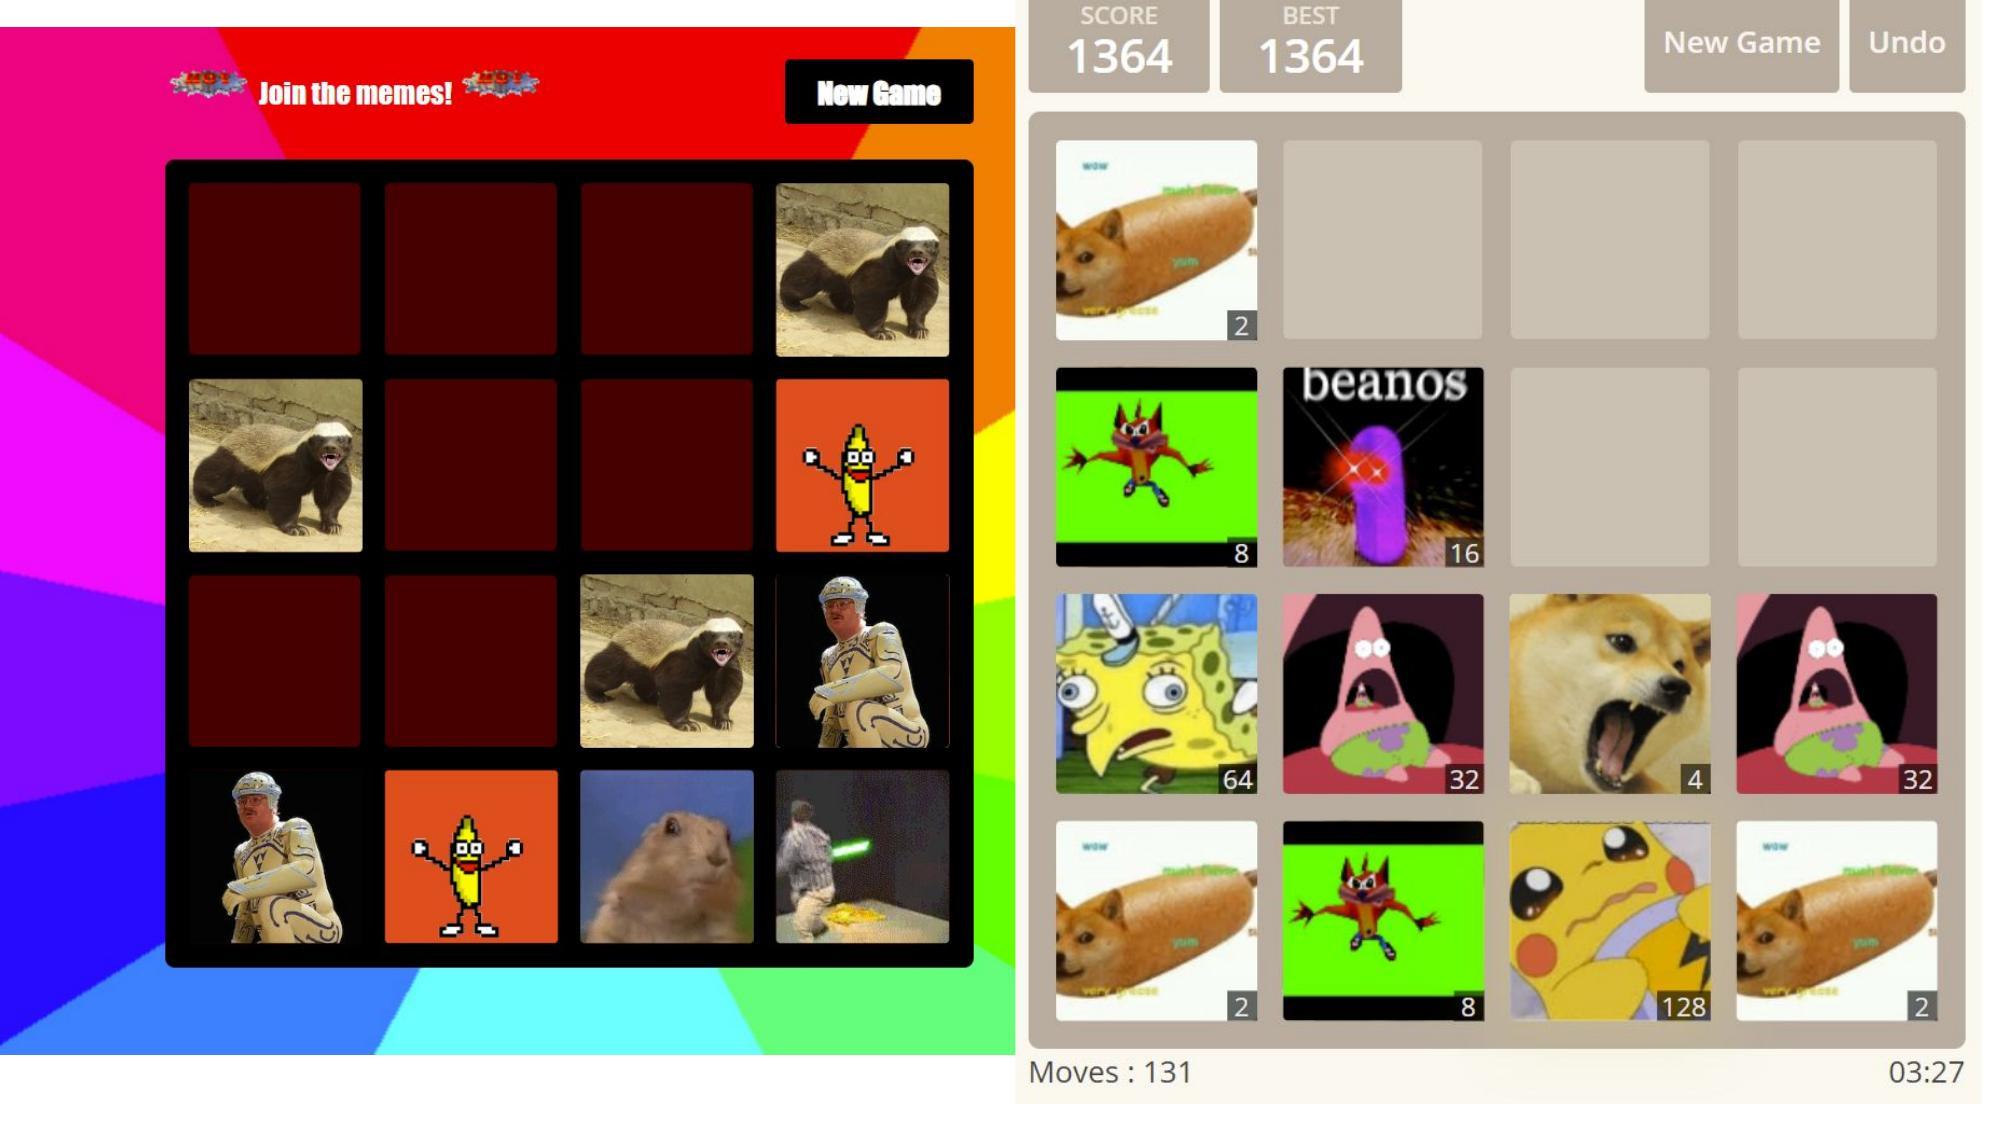 Join the memes!
New Game
SCORE
1364
BEST
1364
New Game
Undo
wow
much flavor
yum
very grease
2
8
beanos
16
64
32
4
32
wow
much flavor
yum
very grease
2
8
128
wow
much flavor
yum
very grease
2
Moves : 131
03:27